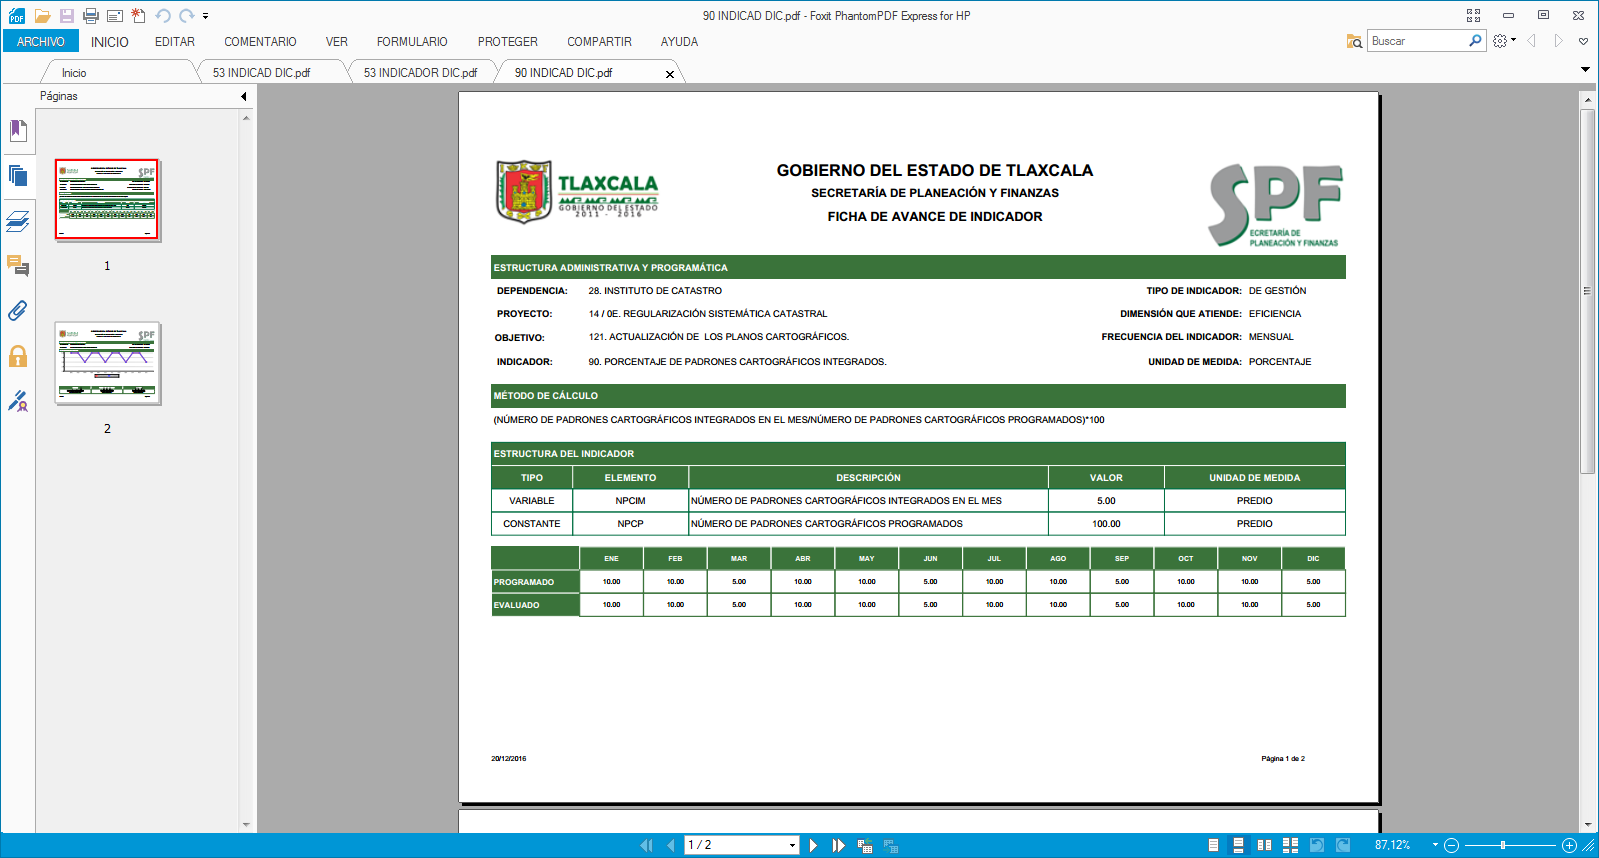 90 INDICAD DIC.pdf - Foxit PhantomPDF Express for HP
ARCHIVO INICIO EDITAR COMENTARIO VER FORMULARIO PROTEGER COMPARTIR AYUDA Buscar
Inicio 53 INDICAD DIC.pdf 53 INDICADOR DIC.pdf 90 INDICAD DIC.pdf
Páginas
1
2
TLAXCALA
GOBIERNO DEL ESTADO
2011 - 2016
GOBIERNO DEL ESTADO DE TLAXCALA
SECRETARÍA DE PLANEACIÓN Y FINANZAS
FICHA DE AVANCE DE INDICADOR
SPF
ECRETARÍA DE
PLANEACIÓN Y FINANZAS
ESTRUCTURA ADMINISTRATIVA Y PROGRAMÁTICA
DEPENDENCIA: 28. INSTITUTO DE CATASTRO TIPO DE INDICADOR: DE GESTIÓN
PROYECTO: 14 / 0E. REGULARIZACIÓN SISTEMÁTICA CATASTRAL DIMENSIÓN QUE ATIENDE: EFICIENCIA
OBJETIVO: 121. ACTUALIZACIÓN DE LOS PLANOS CARTOGRÁFICOS. FRECUENCIA DEL INDICADOR: MENSUAL
INDICADOR: 90. PORCENTAJE DE PADRONES CARTOGRÁFICOS INTEGRADOS. UNIDAD DE MEDIDA: PORCENTAJE
MÉTODO DE CÁLCULO
(NÚMERO DE PADRONES CARTOGRÁFICOS INTEGRADOS EN EL MES/NÚMERO DE PADRONES CARTOGRÁFICOS PROGRAMADOS)*100
ESTRUCTURA DEL INDICADOR
TIPO ELEMENTO DESCRIPCIÓN VALOR UNIDAD DE MEDIDA
VARIABLE NPCIM NÚMERO DE PADRONES CARTOGRÁFICOS INTEGRADOS EN EL MES 5.00 PREDIO
CONSTANTE NPCP NÚMERO DE PADRONES CARTOGRÁFICOS PROGRAMADOS 100.00 PREDIO
ENE FEB MAR ABR MAY JUN JUL AGO SEP OCT NOV DIC
PROGRAMADO 10.00 10.00 5.00 10.00 10.00 5.00 10.00 10.00 5.00 10.00 10.00 5.00
EVALUADO 10.00 10.00 5.00 10.00 10.00 5.00 10.00 10.00 5.00 10.00 10.00 5.00
20/12/2016 Página 1 de 2
1 / 2 87,12%